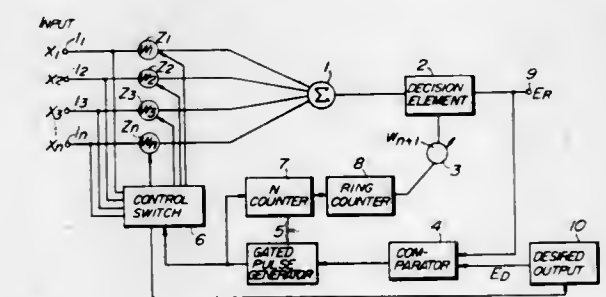 INPUT
X1 I1 W1 Z1
X2 I2 W2 Z2
X3 I3 W3 Z3
Xn In Wn Zn
1
Σ
2
DECISION
ELEMENT
9
ER
Wn+1
3
7
N
COUNTER
8
RING
COUNTER
CONTROL
SWITCH
6
5
GATED
PULSE
GENERATOR
4
COM-
PARATOR
ED
10
DESIRED
OUTPUT